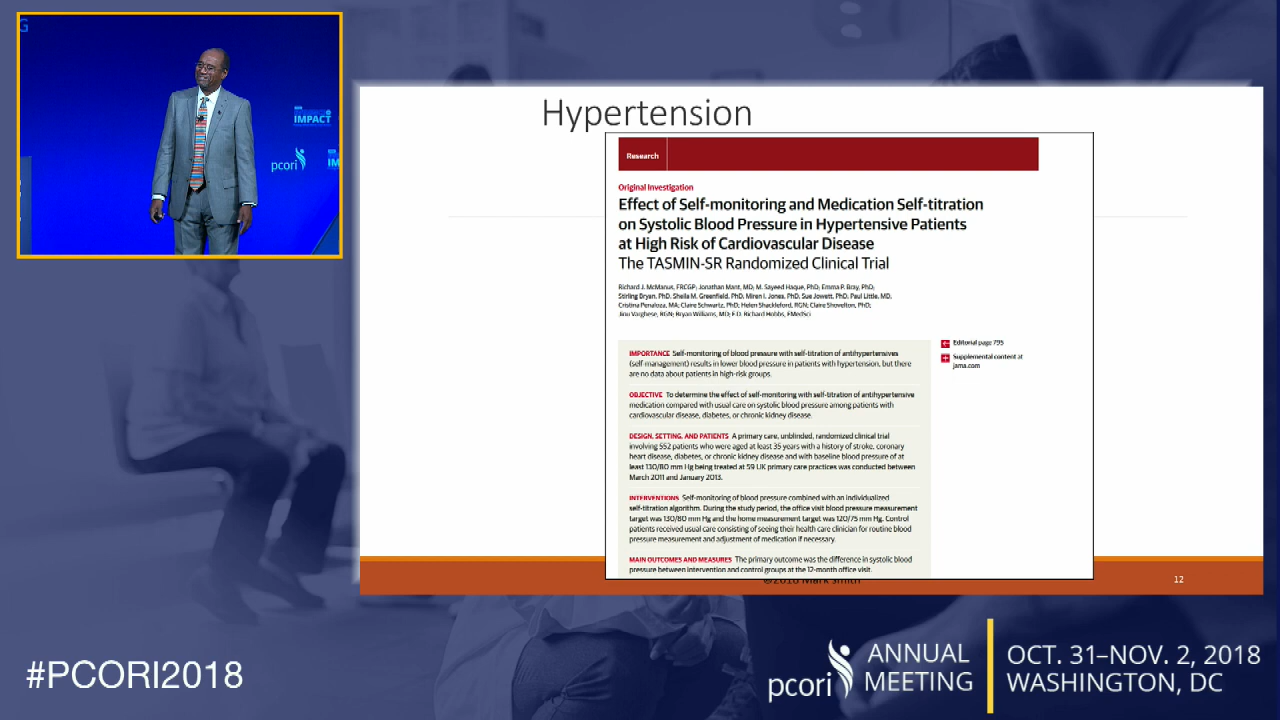 G
IMPACT
pcori
IM
Hypertension
Research
Original Investigation
Effect of Self-monitoring and Medication Self-titration
on Systolic Blood Pressure in Hypertensive Patients
at High Risk of Cardiovascular Disease
The TASMIN-SR Randomized Clinical Trial
Richard J. McManus, FRCGP; Jonathan Mant, MD; M. Sayeed Haque, PhD; Emma P. Bray, PhD;
Stirling Bryan, PhD; Sheila M. Greenfield, PhD; Miren I. Jones, PhD; Sue Jowett, PhD; Paul Little, MD;
Cristina Penaloza, MA; Claire Schwartz, PhD; Helen Shackleford, RGN; Claire Shovelton, PhD;
Jinu Varghese, RGN; Bryan Williams, MD; F.D. Richard Hobbs, FMedSci
IMPORTANCE Self-monitoring of blood pressure with self-titration of antihypertensives
(self-management) results in lower blood pressure in patients with hypertension, but there
are no data about patients in high-risk groups.
OBJECTIVE To determine the effect of self-monitoring with self-titration of antihypertensive
medication compared with usual care on systolic blood pressure among patients with
cardiovascular disease, diabetes, or chronic kidney disease.
DESIGN, SETTING, AND PATIENTS A primary care, unblinded, randomized clinical trial
involving 552 patients who were aged at least 35 years with a history of stroke, coronary
heart disease, diabetes, or chronic kidney disease and with baseline blood pressure of at
least 130/80 mm Hg being treated at 59 UK primary care practices was conducted between
March 2011 and January 2013.
INTERVENTIONS Self-monitoring of blood pressure combined with an individualized
self-titration algorithm. During the study period, the office visit blood pressure measurement
target was 130/80 mm Hg and the home measurement target was 120/75 mm Hg. Control
patients received usual care consisting of seeing their health care clinician for routine blood
pressure measurement and adjustment of medication if necessary.
MAIN OUTCOMES AND MEASURES The primary outcome was the difference in systolic blood
pressure between intervention and control groups at the 12-month office visit.
Editorial page 795
Supplemental content at
jama.com
©2018 Mark Smith
12
#PCORI2018
pcori
ANNUAL
MEETING
OCT. 31–NOV. 2, 2018
WASHINGTON, DC